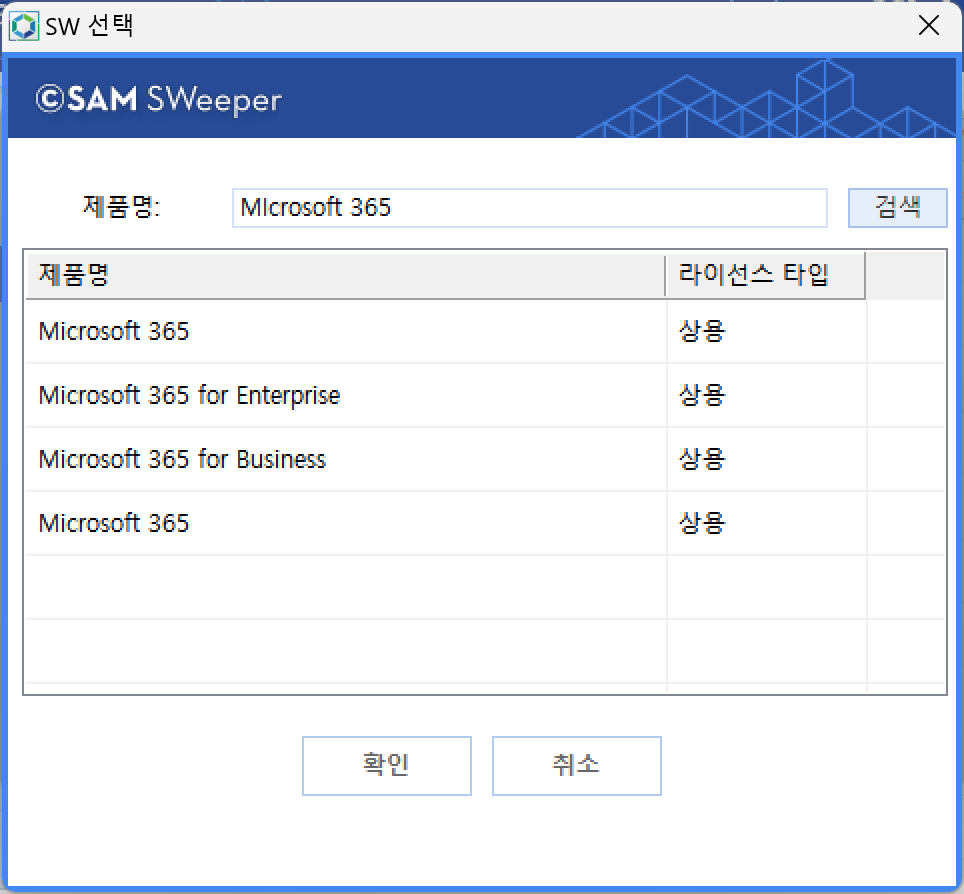 SW 선택
©SAM SWeeper
제품명: MIcrosoft 365 검색
제품명 라이선스 타입
Microsoft 365 상용
Microsoft 365 for Enterprise 상용
Microsoft 365 for Business 상용
Microsoft 365 상용
확인 취소